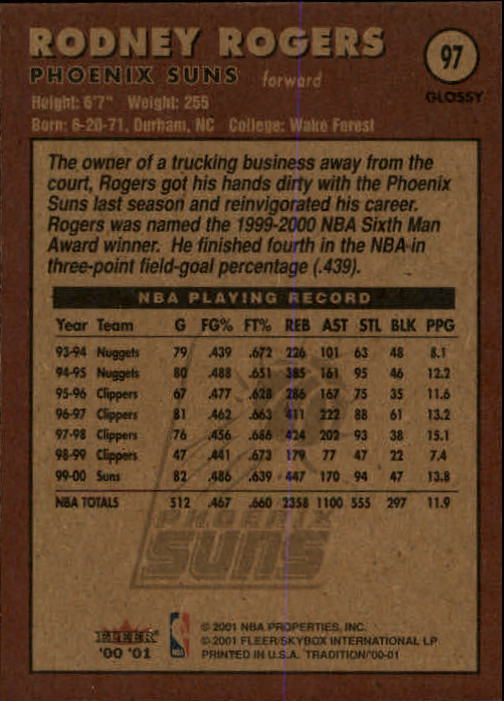 RODNEY ROGERS
97
PHOENIX SUNS forward
GLOSSY
Height: 6'7" Weight: 255
Born: 6-20-71, Durham, NC College: Wake Forest
The owner of a trucking business away from the
court, Rogers got his hands dirty with the Phoenix
Suns last season and reinvigorated his career.
Rogers was named the 1999-2000 NBA Sixth Man
Award winner. He finished fourth in the NBA in
three-point field-goal percentage (.439).
NBA PLAYING RECORD
Year Team G FG% FT% REB AST STL BLK PPG
93-94 Nuggets 79 .439 .672 226 101 63 48 8.1
94-95 Nuggets 80 .488 .651 385 161 95 46 12.2
95-96 Clippers 67 .477 .628 286 167 75 35 11.6
96-97 Clippers 81 .462 .663 411 222 88 61 13.2
97-98 Clippers 76 .456 .686 424 202 93 38 15.1
98-99 Clippers 47 .441 .673 179 77 47 22 7.4
99-00 Suns 82 .486 .639 447 170 94 47 13.8
NBA TOTALS 512 .467 .660 2358 1100 555 297 11.9
PHOENIX
SUNS
FLEER
'00 '01
NBA
© 2001 NBA PROPERTIES, INC.
© 2001 FLEER/SKYBOX INTERNATIONAL LP
PRINTED IN U.S.A. TRADITION/'00-01